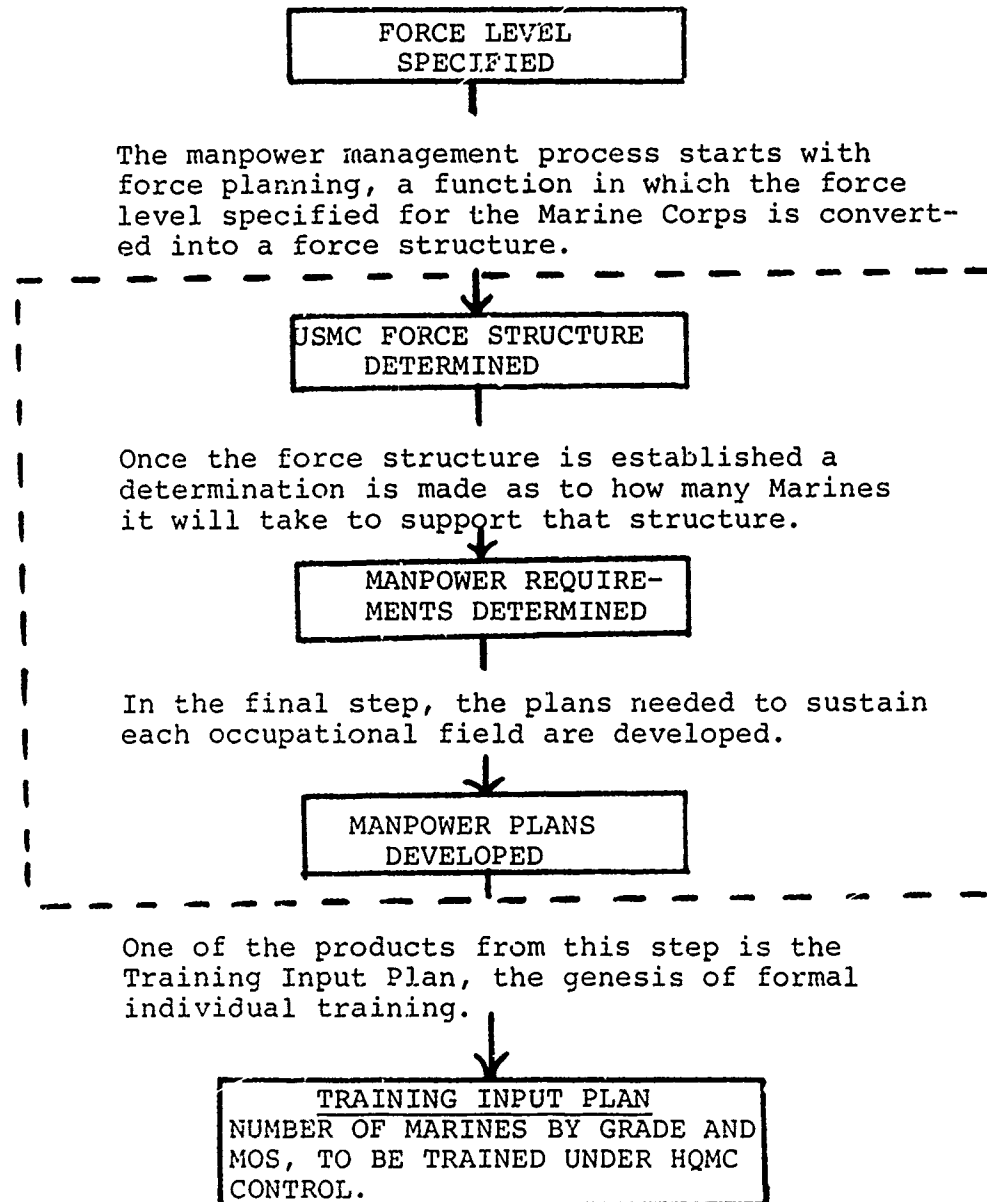 FORCE LEVEL
SPECIFIED
The manpower management process starts with
force planning, a function in which the force
level specified for the Marine Corps is convert-
ed into a force structure.
USMC FORCE STRUCTURE
DETERMINED
Once the force structure is established a
determination is made as to how many Marines
it will take to support that structure.
MANPOWER REQUIRE-
MENTS DETERMINED
In the final step, the plans needed to sustain
each occupational field are developed.
MANPOWER PLANS
DEVELOPED
One of the products from this step is the
Training Input Plan, the genesis of formal
individual training.
TRAINING INPUT PLAN
NUMBER OF MARINES BY GRADE AND
MOS, TO BE TRAINED UNDER HQMC
CONTROL.